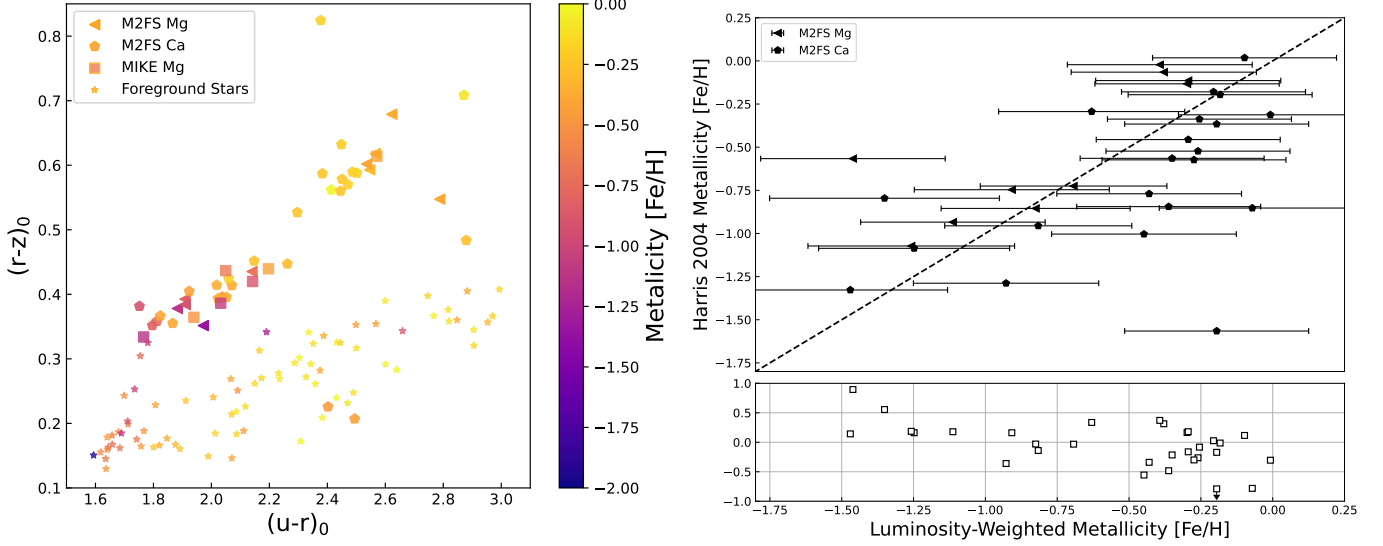 M2FS Mg
M2FS Ca
MIKE Mg
Foreground Stars
0.8
0.7
0.6
0.5
0.4
0.3
0.2
0.1
(r-z)0
1.6 1.8 2.0 2.2 2.4 2.6 2.8 3.0
(u-r)0
0.00
−0.25
−0.50
−0.75
−1.00
−1.25
−1.50
−1.75
−2.00
Metalicity [Fe/H]
M2FS Mg
M2FS Ca
0.25
0.00
−0.25
−0.50
−0.75
−1.00
−1.25
−1.50
−1.75
Harris 2004 Metallicity [Fe/H]
1.0
0.5
0.0
−0.5
−1.0
−1.75 −1.50 −1.25 −1.00 −0.75 −0.50 −0.25 0.00 0.25
Luminosity-Weighted Metallicity [Fe/H]